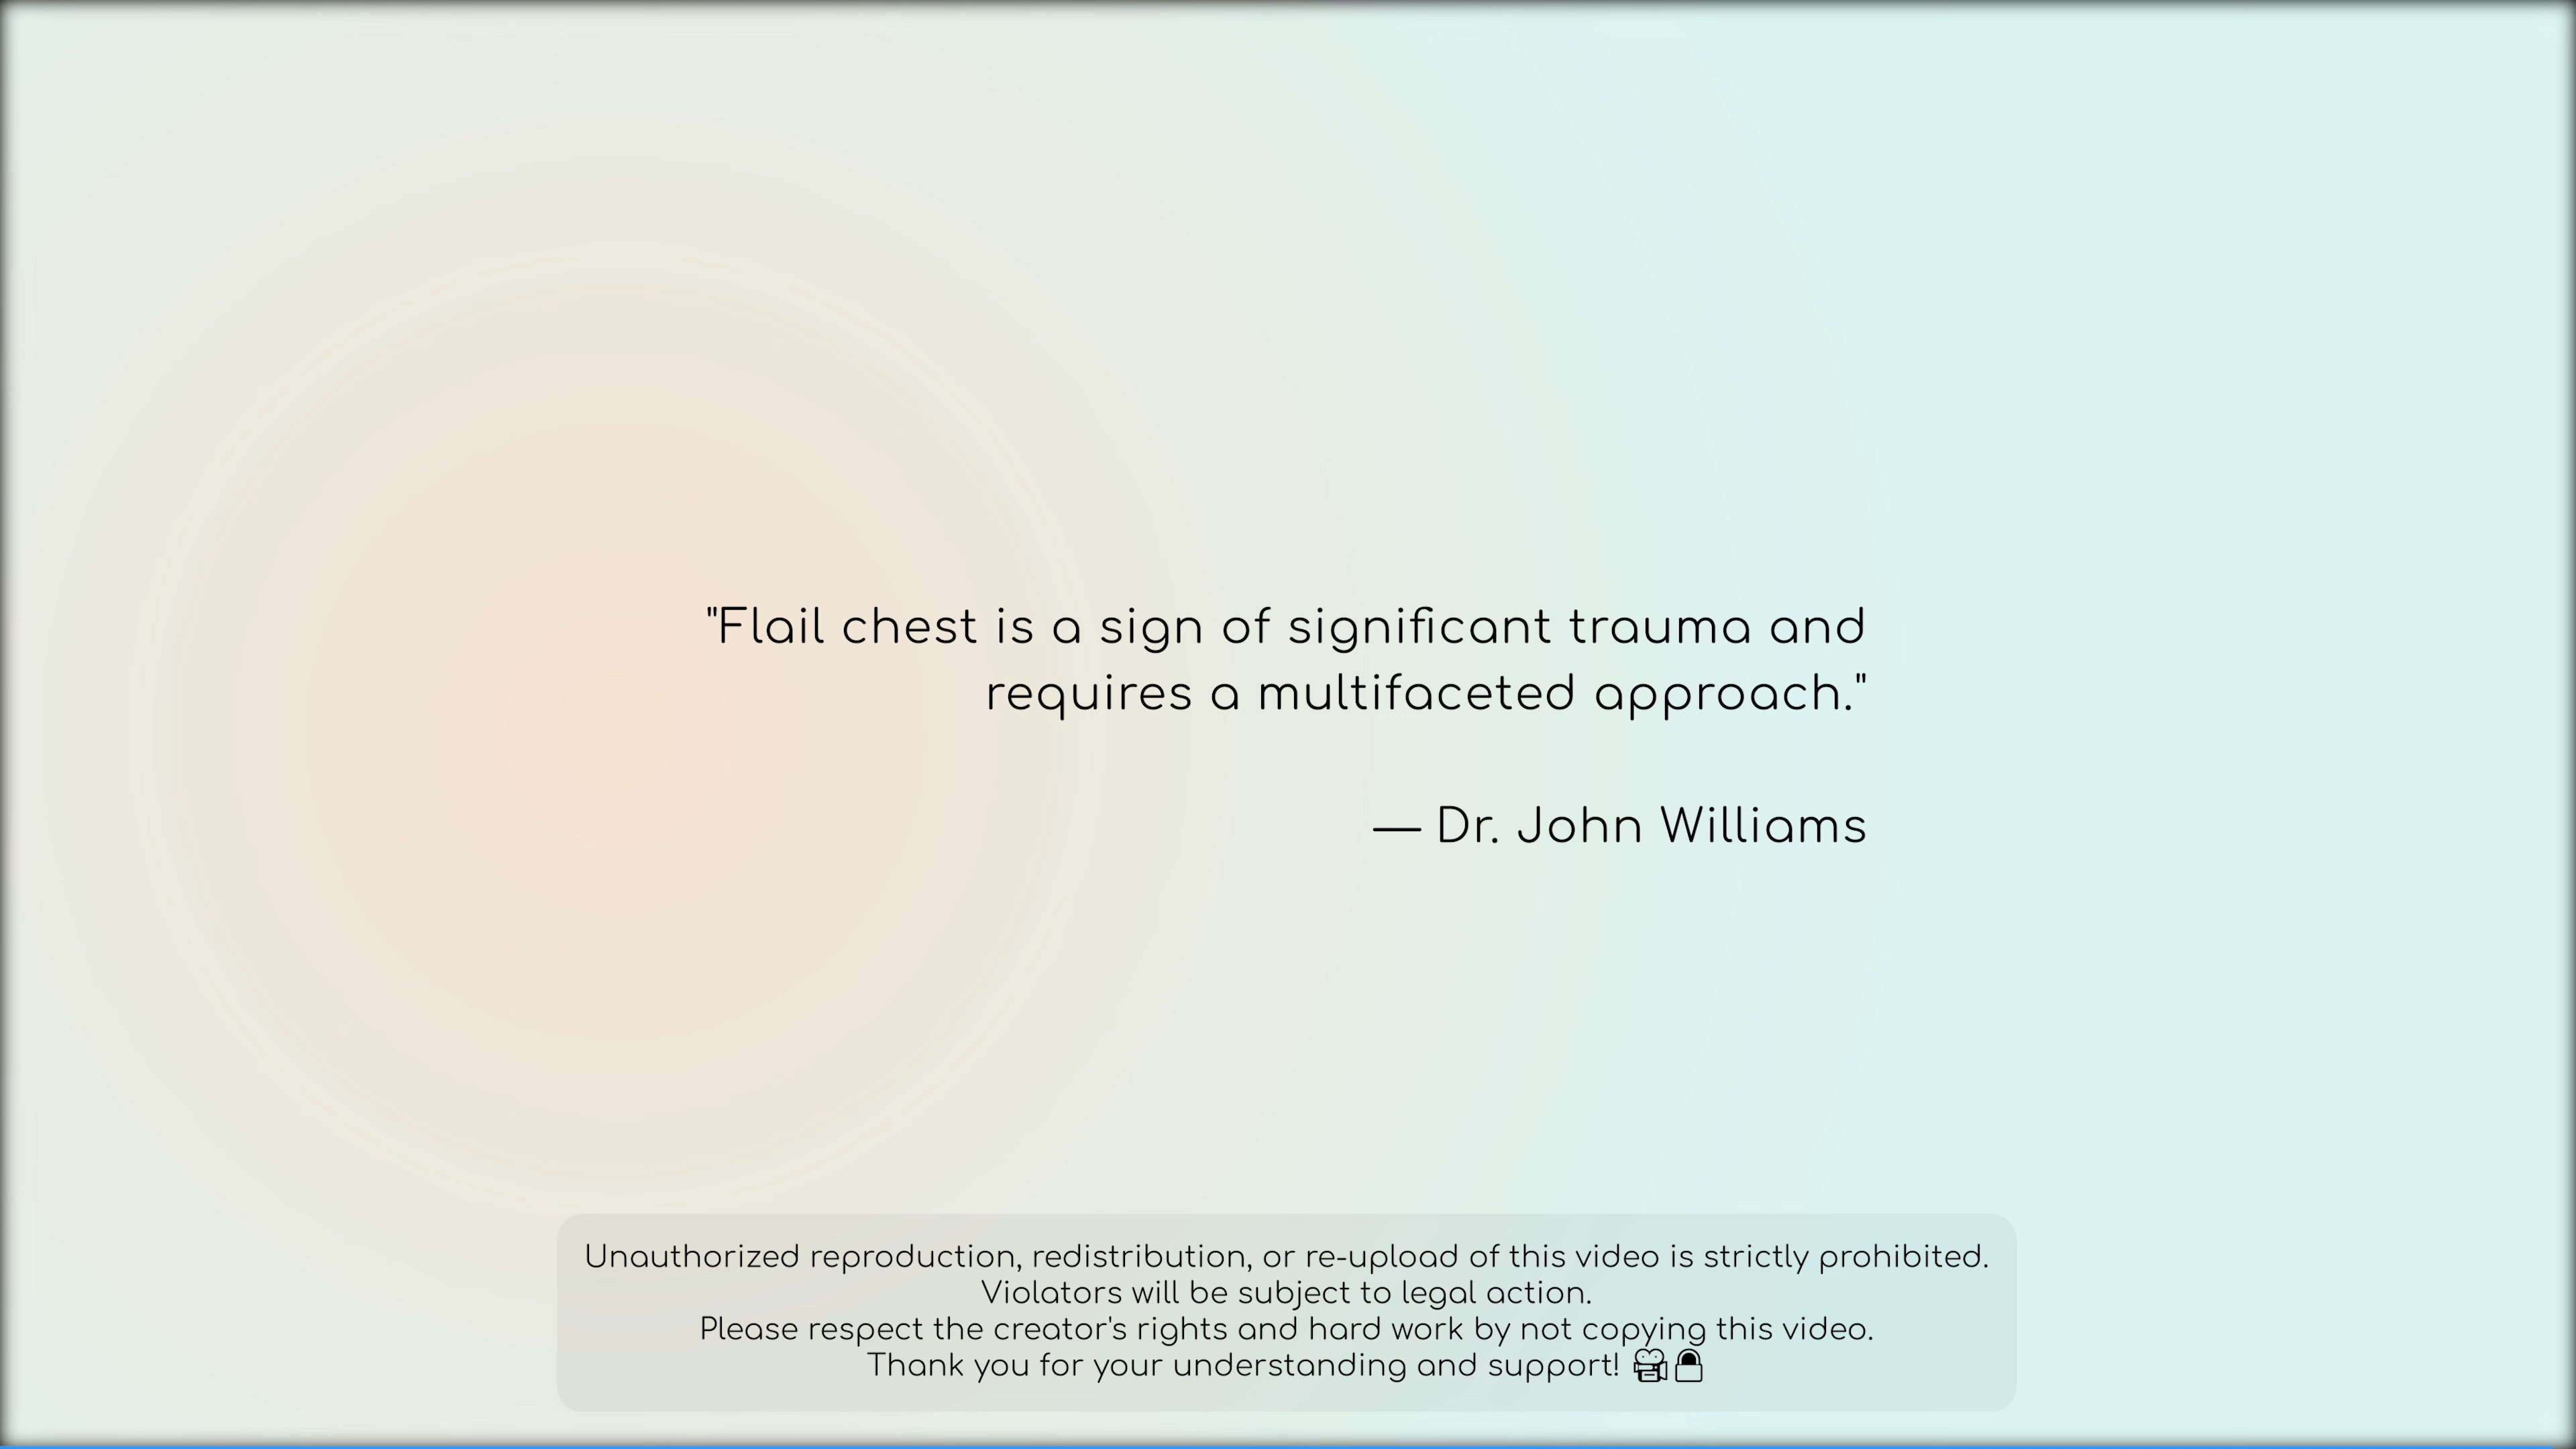 "Flail chest is a sign of significant trauma and
requires a multifaceted approach."
— Dr. John Williams
Unauthorized reproduction, redistribution, or re-upload of this video is strictly prohibited.
Violators will be subject to legal action.
Please respect the creator's rights and hard work by not copying this video.
Thank you for your understanding and support! 🎥🔒